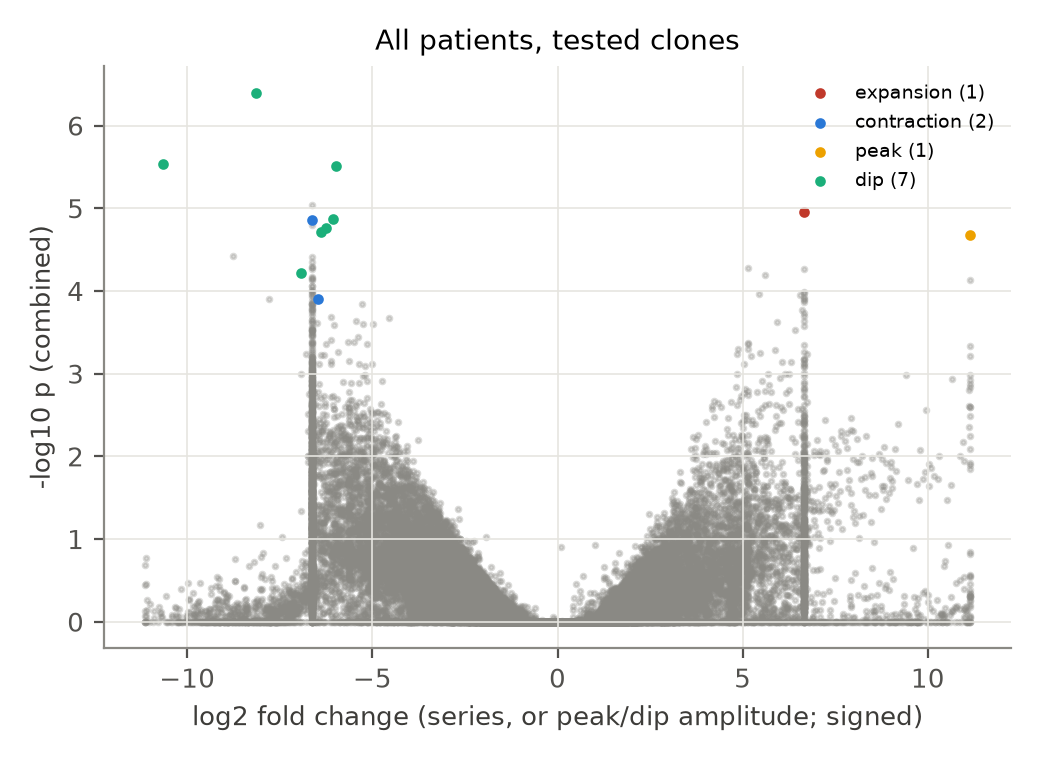 All patients, tested clones
expansion (1)
contraction (2)
peak (1)
dip (7)
-log10 p (combined)
6
5
4
3
2
1
0
−10
−5
0
5
10
log2 fold change (series, or peak/dip amplitude; signed)